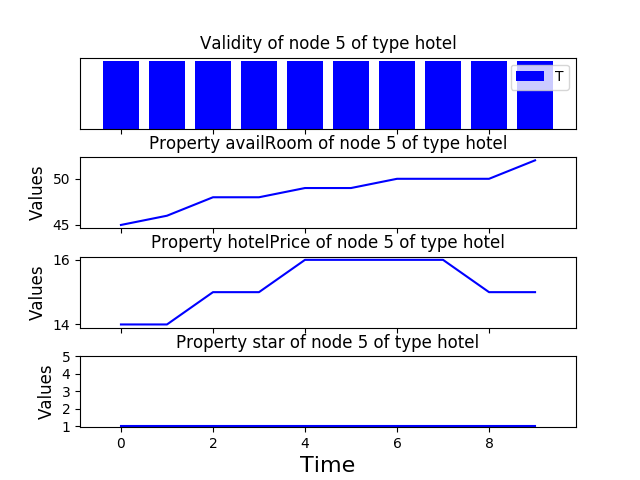 Validity of node 5 of type hotel
T
Property availRoom of node 5 of type hotel
Values
50
45
Property hotelPrice of node 5 of type hotel
Values
16
14
Property star of node 5 of type hotel
Values
5
4
3
2
1
0 2 4 6 8
Time